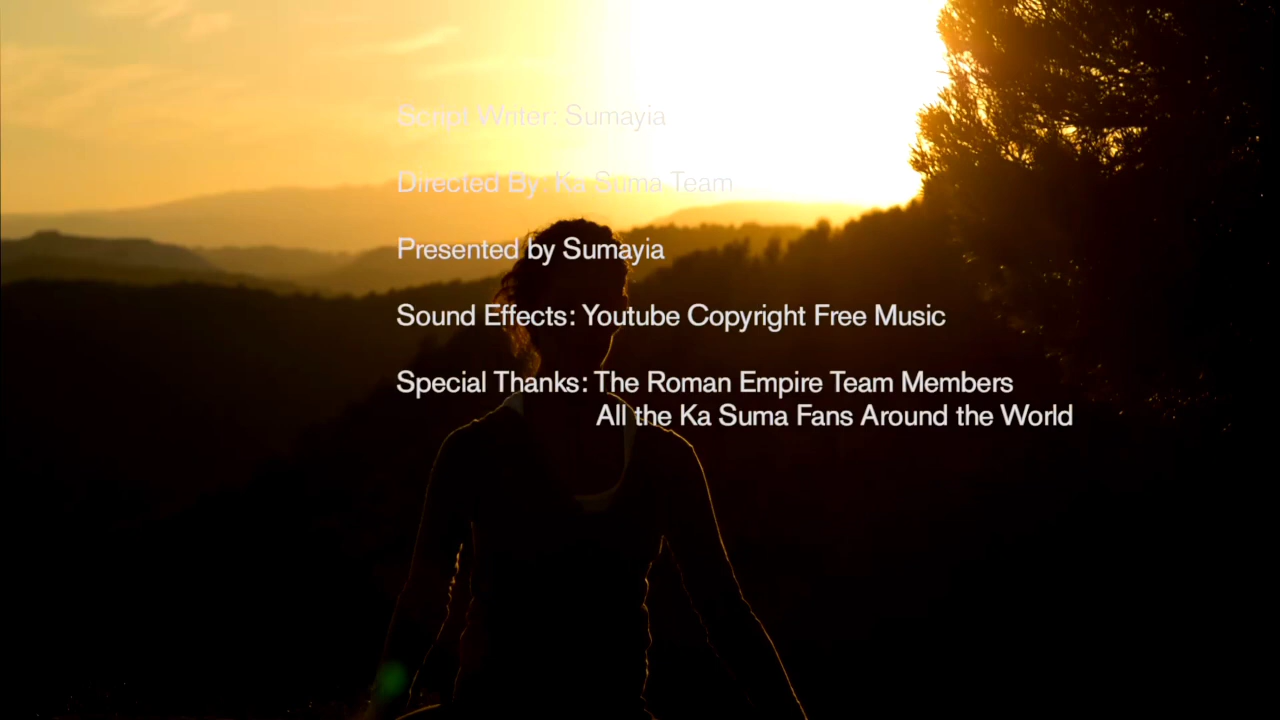 Script Writer: Sumayia
Directed By: Ka Suma Team
Presented by Sumayia
Sound Effects: Youtube Copyright Free Music
Special Thanks: The Roman Empire Team Members
All the Ka Suma Fans Around the World